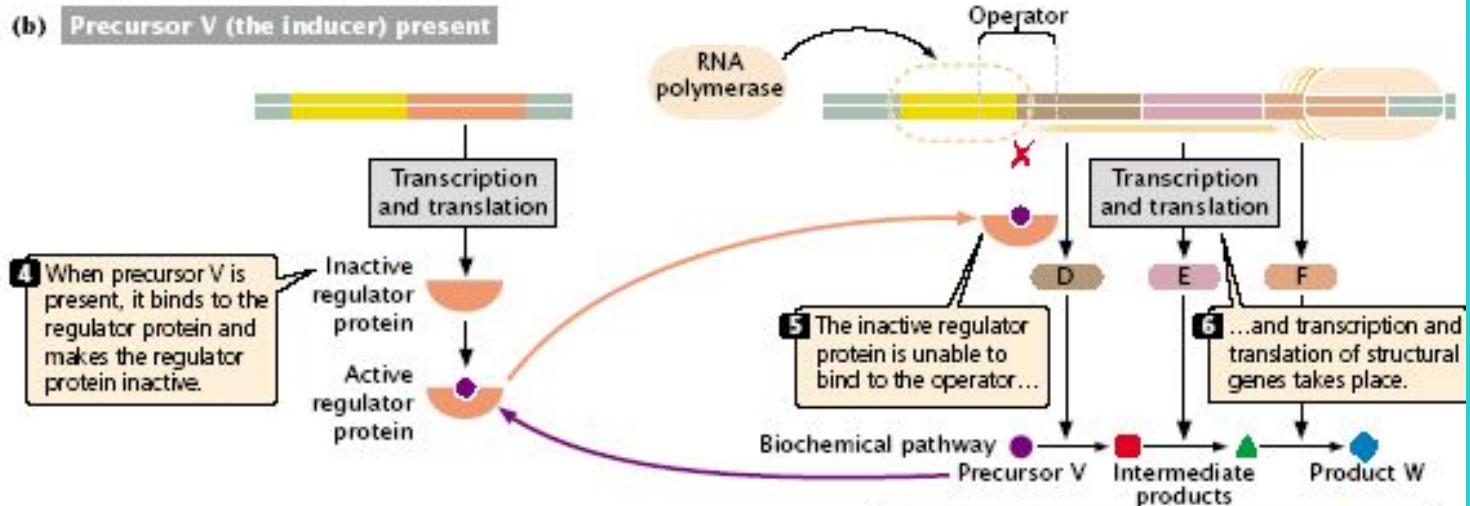 (b) Precursor V (the inducer) present
Operator
RNA
polymerase
Transcription
and translation
Transcription
and translation
4 When precursor V is
present, it binds to the
regulator protein and
makes the regulator
protein inactive.
Inactive
regulator
protein
Active
regulator
protein
D
E
F
5 The inactive regulator
protein is unable to
bind to the operator...
6 ...and transcription and
translation of structural
genes takes place.
Biochemical pathway
Precursor V
Intermediate
products
Product W